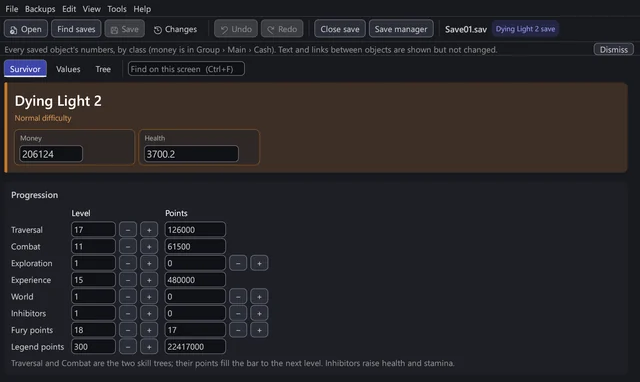 File Backups Edit View Tools Help
Open Find saves Save Changes Undo Redo Close save Save manager Save01.sav Dying Light 2 save
Every saved object's numbers, by class (money is in Group › Main › Cash). Text and links between objects are shown but not changed. Dismiss
Survivor Values Tree Find on this screen (Ctrl+F)
Dying Light 2
Normal difficulty
Money Health
206124 3700.2
Progression
Level Points
Traversal 17 − + 126000
Combat 11 − + 61500
Exploration 1 − + 0 − +
Experience 15 − + 480000
World 1 − + 0 − +
Inhibitors 1 − + 0 − +
Fury points 18 − + 17 − +
Legend points 300 22417000
Traversal and Combat are the two skill trees; their points fill the bar to the next level. Inhibitors raise health and stamina.